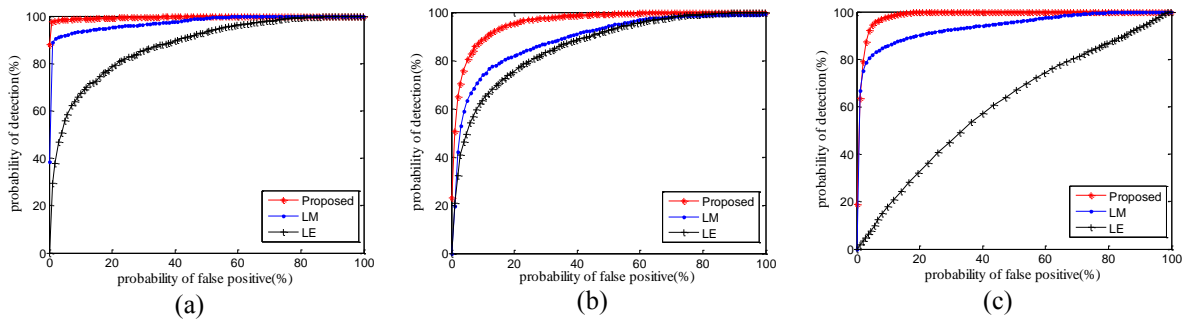 100
80
60
40
20
0
probability of detection(%)
Proposed
LM
LE
0 20 40 60 80 100
probability of false positive(%)
(a)
100
80
60
40
20
0
probability of detection(%)
Proposed
LM
LE
0 20 40 60 80 100
probability of false positive(%)
(b)
100
80
60
40
20
0
probability of detection(%)
Proposed
LM
LE
0 20 40 60 80 100
probability of false positive(%)
(c)